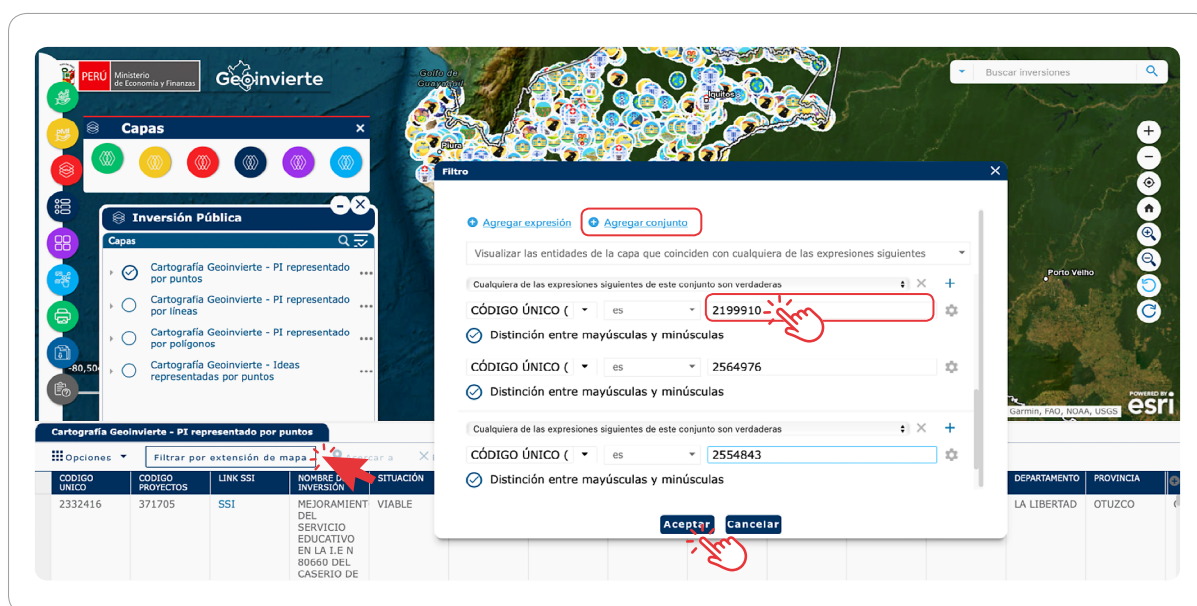 PERÚ
Ministerio
de Economía y Finanzas
Geoinvierte
Golfo de
Guayaquil
Iquitos
Piura
Buscar inversiones
Capas
Inversión Pública
Capas
Cartografía Geoinvierte - PI representado
por puntos
Cartografía Geoinvierte - PI representado
por líneas
Cartografía Geoinvierte - PI representado
por polígonos
Cartografía Geoinvierte - Ideas
representadas por puntos
-80,50
Filtro
Agregar expresión
Agregar conjunto
Visualizar las entidades de la capa que coinciden con cualquiera de las expresiones siguientes
Cualquiera de las expresiones siguientes de este conjunto son verdaderas
CÓDIGO ÚNICO ( es 2199910
Distinción entre mayúsculas y minúsculas
CÓDIGO ÚNICO ( es 2564976
Distinción entre mayúsculas y minúsculas
Cualquiera de las expresiones siguientes de este conjunto son verdaderas
CÓDIGO ÚNICO ( es 2554843
Distinción entre mayúsculas y minúsculas
Aceptar Cancelar
Porto Velho
POWERED BY
esri
Garmin, FAO, NOAA, USGS
Cartografía Geoinvierte - PI representado por puntos
Opciones
Filtrar por extensión de mapa
CODIGO
UNICO
CODIGO
PROYECTOS
LINK SSI
NOMBRE
INVERSIÓN
SITUACIÓN
DEPARTAMENTO
PROVINCIA
2332416
371705
SSI
MEJORAMIENT
DEL
SERVICIO
EDUCATIVO
EN LA I.E N
80660 DEL
CASERIO DE
VIABLE
LA LIBERTAD
OTUZCO